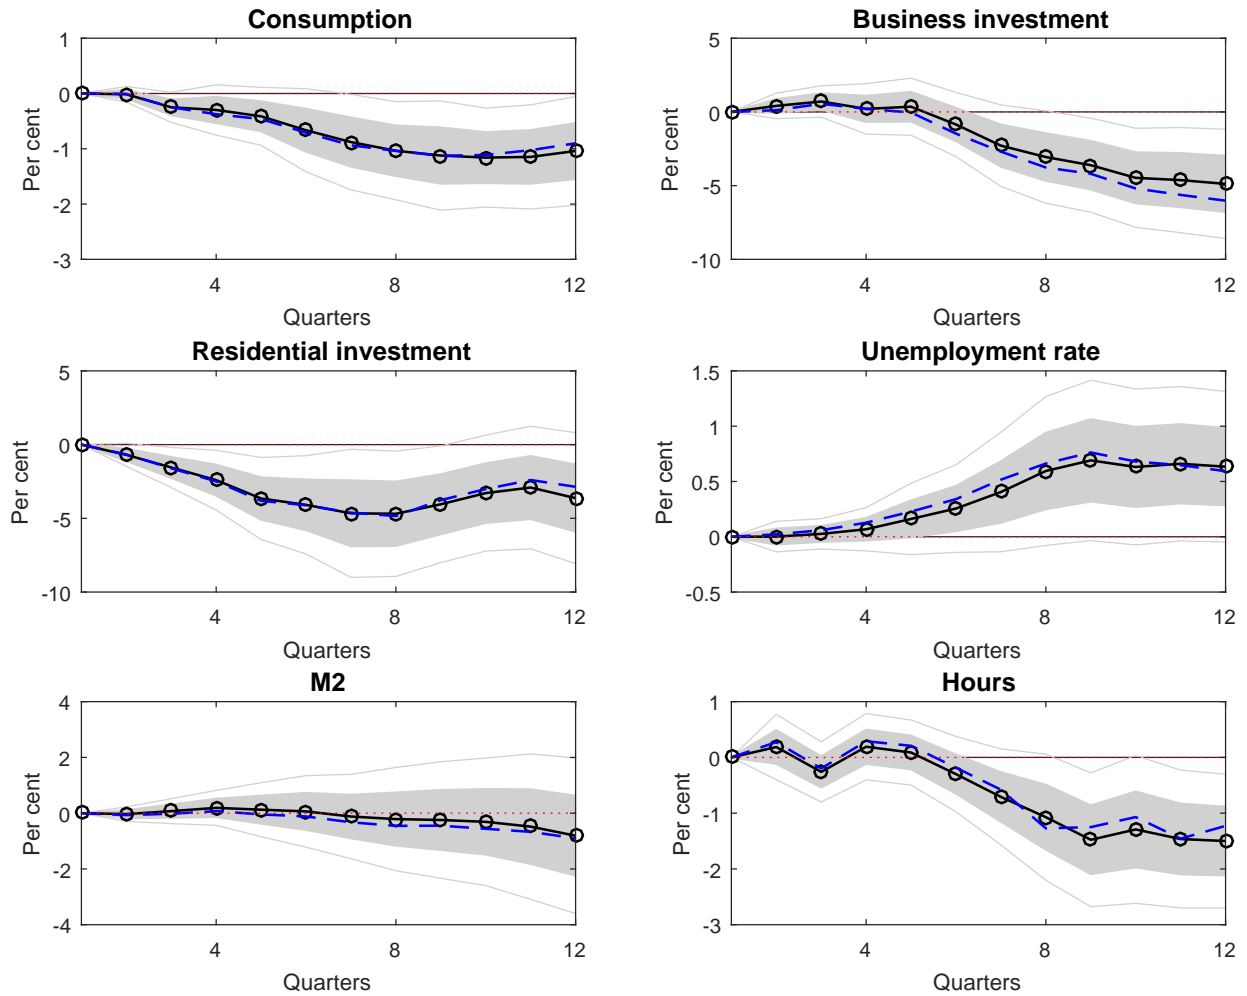 Consumption
1
0
-1
-2
-3
Per cent
4
8
12
Quarters
Business investment
5
0
-5
-10
Per cent
4
8
12
Quarters
Residential investment
5
0
-5
-10
Per cent
4
8
12
Quarters
Unemployment rate
1.5
1
0.5
0
-0.5
Per cent
4
8
12
Quarters
M2
4
2
0
-2
-4
Per cent
4
8
12
Quarters
Hours
1
0
-1
-2
-3
Per cent
4
8
12
Quarters